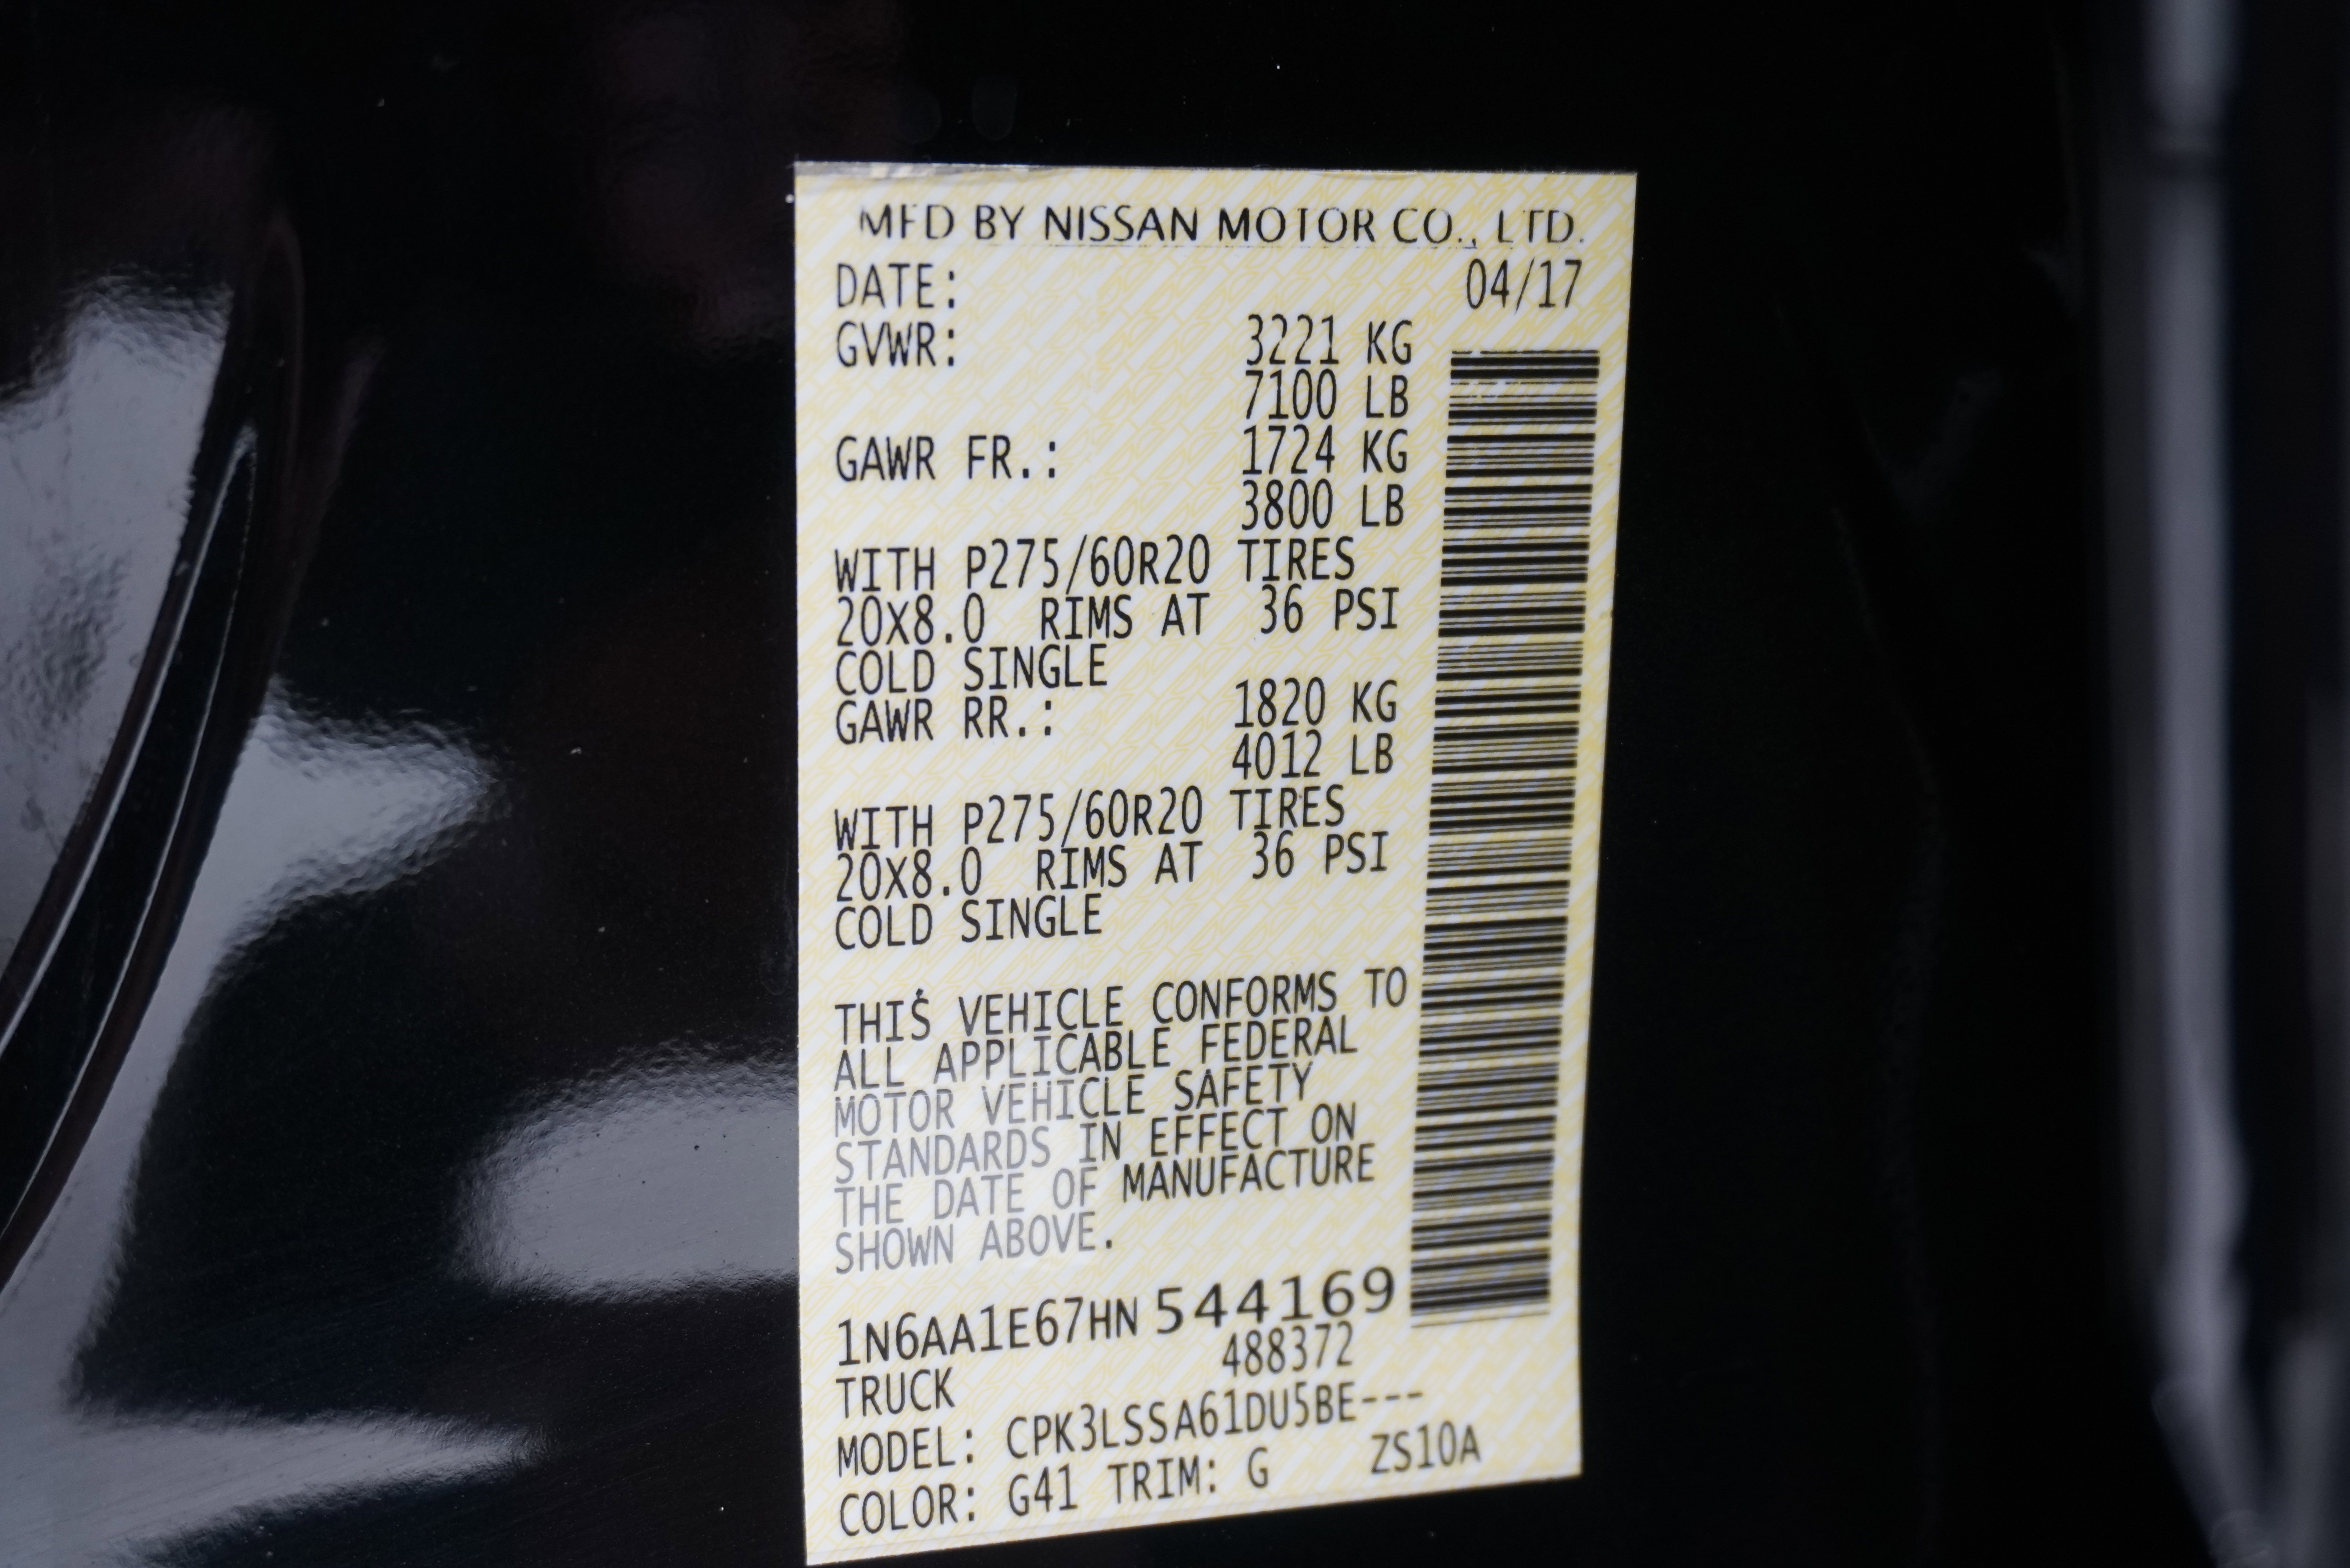 MFD BY NISSAN MOTOR CO., LTD.
DATE: 04/17
GVWR: 3221 KG
7100 LB
GAWR FR.: 1724 KG
3800 LB
WITH P275/60R20 TIRES
20X8.0 RIMS AT 36 PSI
COLD SINGLE
GAWR RR.: 1820 KG
4012 LB
WITH P275/60R20 TIRES
20X8.0 RIMS AT 36 PSI
COLD SINGLE
THIS VEHICLE CONFORMS TO
ALL APPLICABLE FEDERAL
MOTOR VEHICLE SAFETY
STANDARDS IN EFFECT ON
THE DATE OF MANUFACTURE
SHOWN ABOVE.
1N6AA1E67HN 544169
488372
TRUCK
MODEL: CPK3LSSA61DU5BE---
COLOR: G41 TRIM: G ZS10A